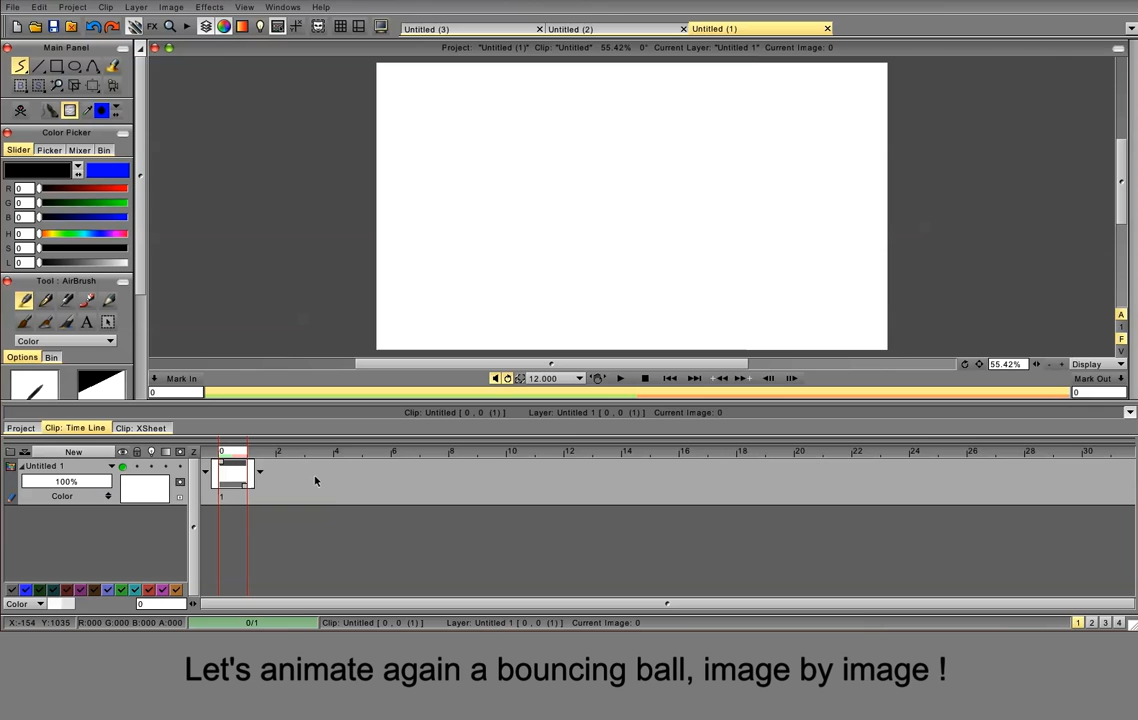 File Edit Project Clip Layer Image Effects View Windows Help
FX
Untitled (3) Untitled (2) Untitled (1)
Main Panel
Project: "Untitled (1)" Clip: "Untitled" 55.42% 0° Current Layer: "Untitled 1" Current Image: 0
Color Picker
Slider Picker Mixer Bin
R 0
G 0
B 0
H 0
S 0
L 0
Tool : AirBrush
A
Color
Options Bin
A
1
F
V
55.42% - + Display
Mark In 12.000 Mark Out
0 0
Clip: Untitled [ 0 , 0 (1) ] Layer: Untitled 1 [ 0 , 0 (1) ] Current Image: 0
Project Clip: Time Line Clip: XSheet
New Z 0 2 4 6 8 10 12 14 16 18 20 22 24 26 28 30
Untitled 1
100%
Color 1
Color 0
X:-154 Y:1035 R:000 G:000 B:000 A:000 0/1 Clip: Untitled [ 0 , 0 (1) ] Layer: Untitled 1 [ 0 , 0 (1) ] Current Image: 0 1 2 3 4
Let's animate again a bouncing ball, image by image !